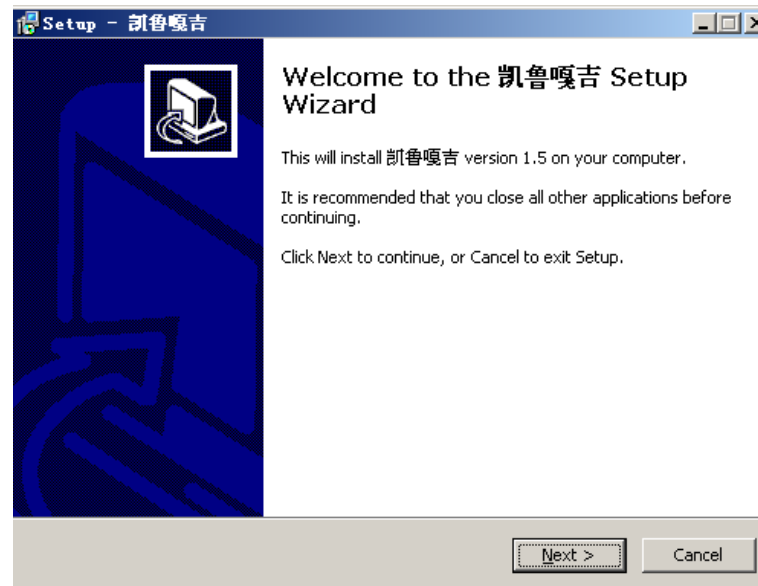 Setup - 凯鲁嘎吉
Welcome to the 凯鲁嘎吉 Setup
Wizard
This will install 凯鲁嘎吉 version 1.5 on your computer.
It is recommended that you close all other applications before
continuing.
Click Next to continue, or Cancel to exit Setup.
Next >
Cancel